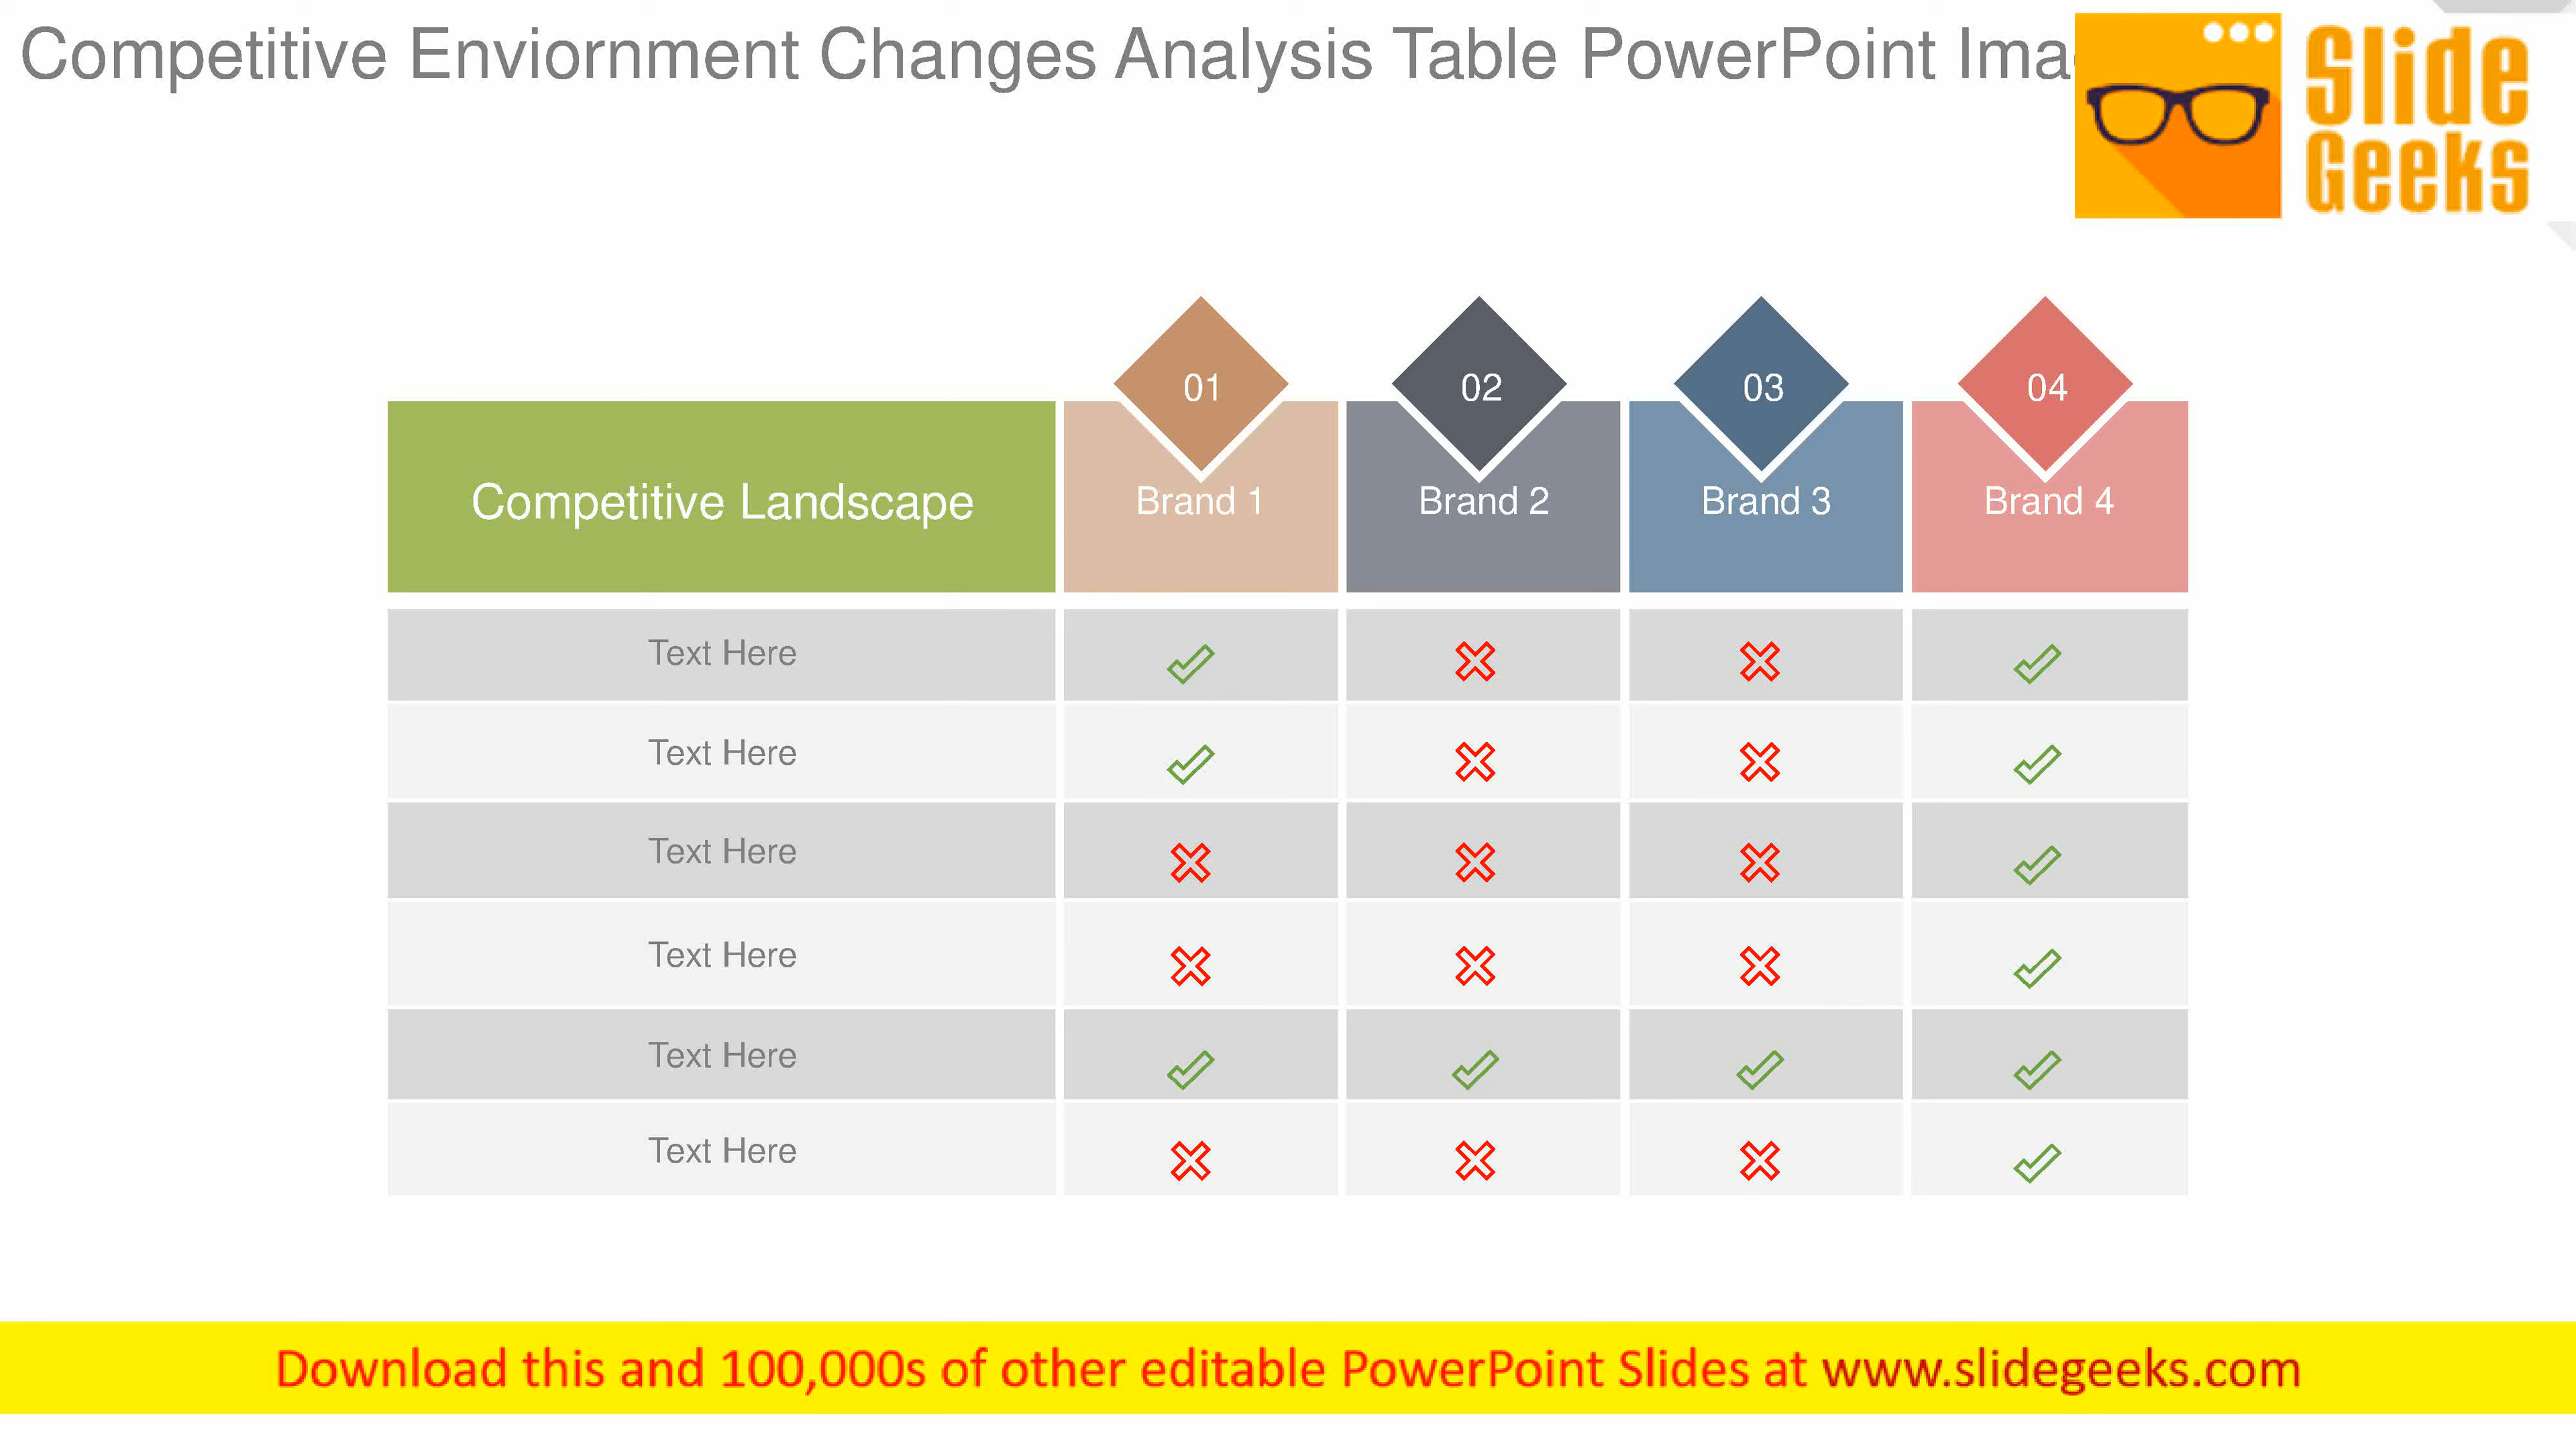 Competitive Enviornment Changes Analysis Table PowerPoint
Slide
Geeks
01 02 03 04
Competitive Landscape Brand 1 Brand 2 Brand 3 Brand 4
Text Here
Text Here
Text Here
Text Here
Text Here
Text Here
Download this and 100,000s of other editable PowerPoint Slides at www.slidegeeks.com